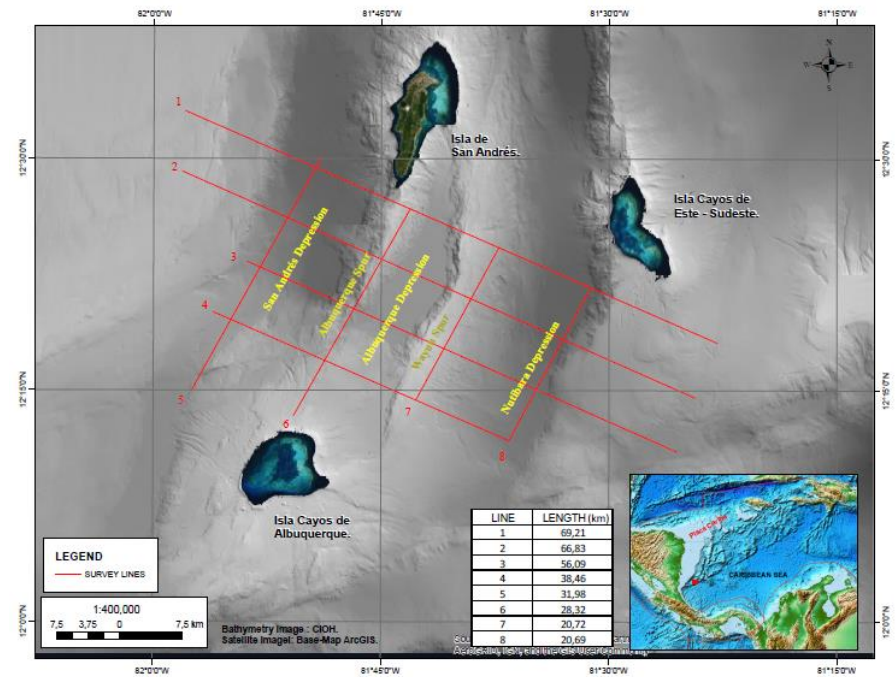 82°0'0"W 81°45'0"W 81°30'0"W 81°15'0"W
N
W E
S
1
Isla de
San Andrés.
12°30'0"N 12°30'0"N
2
Isla Cayos de
Este - Sudeste.
San Andrés Depression
3
Albuquerque Spur
Albuquerque Depression
4
Wayuú Spur
Nutibara Depression
12°15'0"N 12°15'0"N
5
7
6
8
Isla Cayos de
Albuquerque.
LINE LENGTH (km)
1 69,21
2 66,83
3 56,09
4 38,46
5 31,98
6 28,32
7 20,72
8 20,69
CARIBBEAN SEA
LEGEND
SURVEY LINES
1:400,000
7,5 3,75 0 7,5 km
Bathymetry Image : CIOH.
Satellite Imagel: Base-Map ArcGIS.
12°0'0"N 12°0'0"N
82°0'0"W 81°45'0"W 81°30'0"W 81°15'0"W